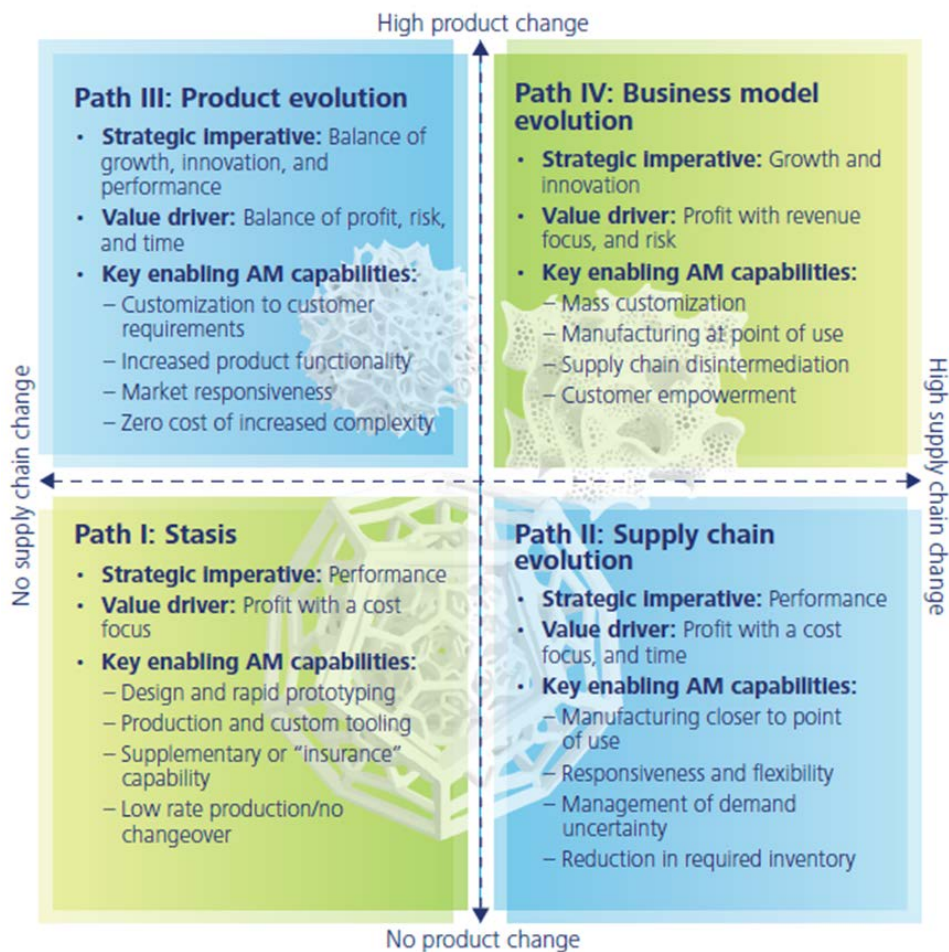 High product change
Path III: Product evolution
• Strategic imperative: Balance of
growth, innovation, and
performance
• Value driver: Balance of profit, risk,
and time
• Key enabling AM capabilities:
– Customization to customer
requirements
– Increased product functionality
– Market responsiveness
– Zero cost of increased complexity
Path IV: Business model
evolution
• Strategic imperative: Growth and
innovation
• Value driver: Profit with revenue
focus, and risk
• Key enabling AM capabilities:
– Mass customization
– Manufacturing at point of use
– Supply chain disintermediation
– Customer empowerment
No supply chain change
High supply chain change
Path I: Stasis
• Strategic imperative: Performance
• Value driver: Profit with a cost
focus
• Key enabling AM capabilities:
– Design and rapid prototyping
– Production and custom tooling
– Supplementary or “insurance”
capability
– Low rate production/no
changeover
Path II: Supply chain
evolution
• Strategic imperative: Performance
• Value driver: Profit with a cost
focus, and time
• Key enabling AM capabilities:
– Manufacturing closer to point
of use
– Responsiveness and flexibility
– Management of demand
uncertainty
– Reduction in required inventory
No product change